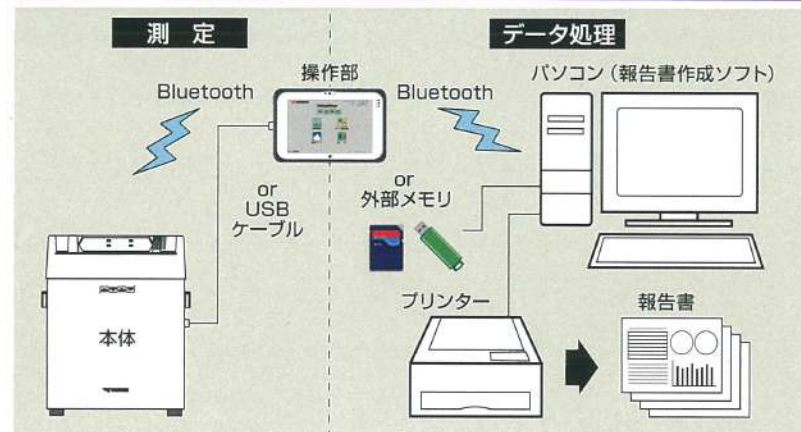 測 定
データ処理
操作部
パソコン(報告書作成ソフト)
Bluetooth
Bluetooth
or
USB
ケーブル
or
外部メモリ
本体
プリンター
報告書